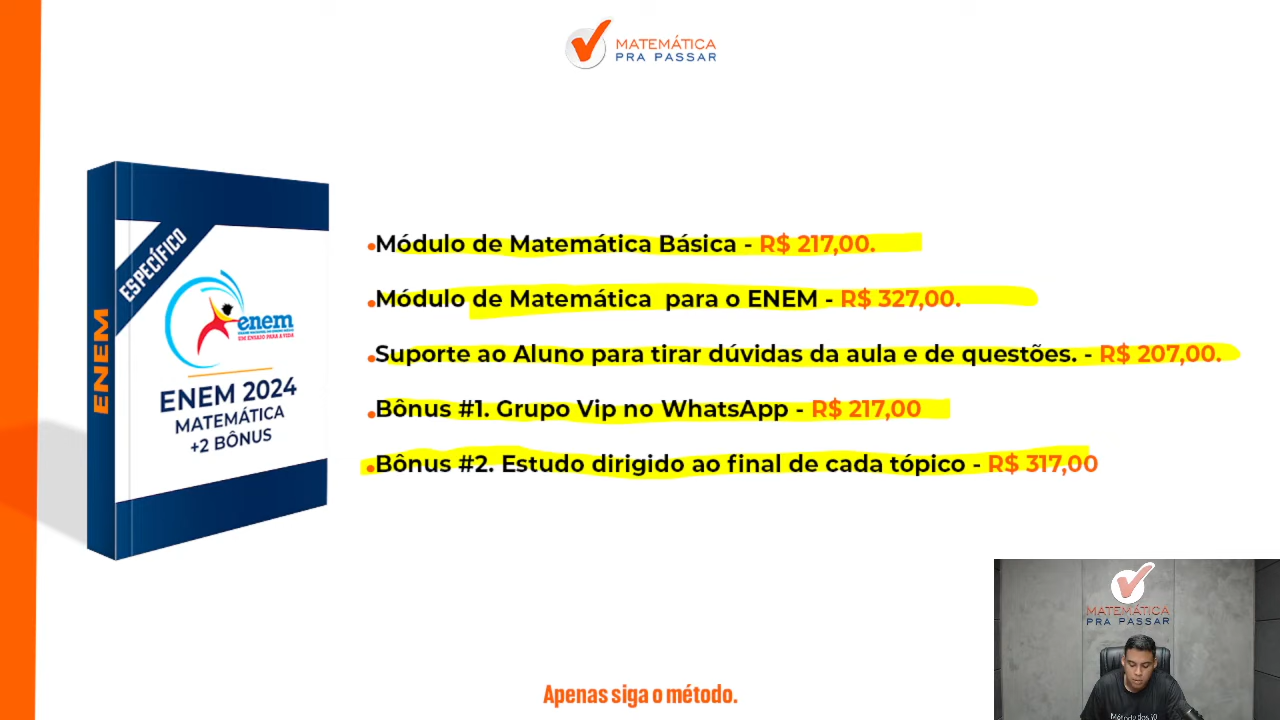 MATEMÁTICA
PRA PASSAR
ESPECÍFICO
ENEM
enem
ENEM 2024
MATEMÁTICA
+2 BÔNUS
•Módulo de Matemática Básica - R$ 217,00.
•Módulo de Matemática para o ENEM - R$ 327,00.
•Suporte ao Aluno para tirar dúvidas da aula e de questões. - R$ 207,00.
•Bônus #1. Grupo Vip no WhatsApp - R$ 217,00
•Bônus #2. Estudo dirigido ao final de cada tópico - R$ 317,00
MATEMÁTICA
PRA PASSAR
Apenas siga o método.